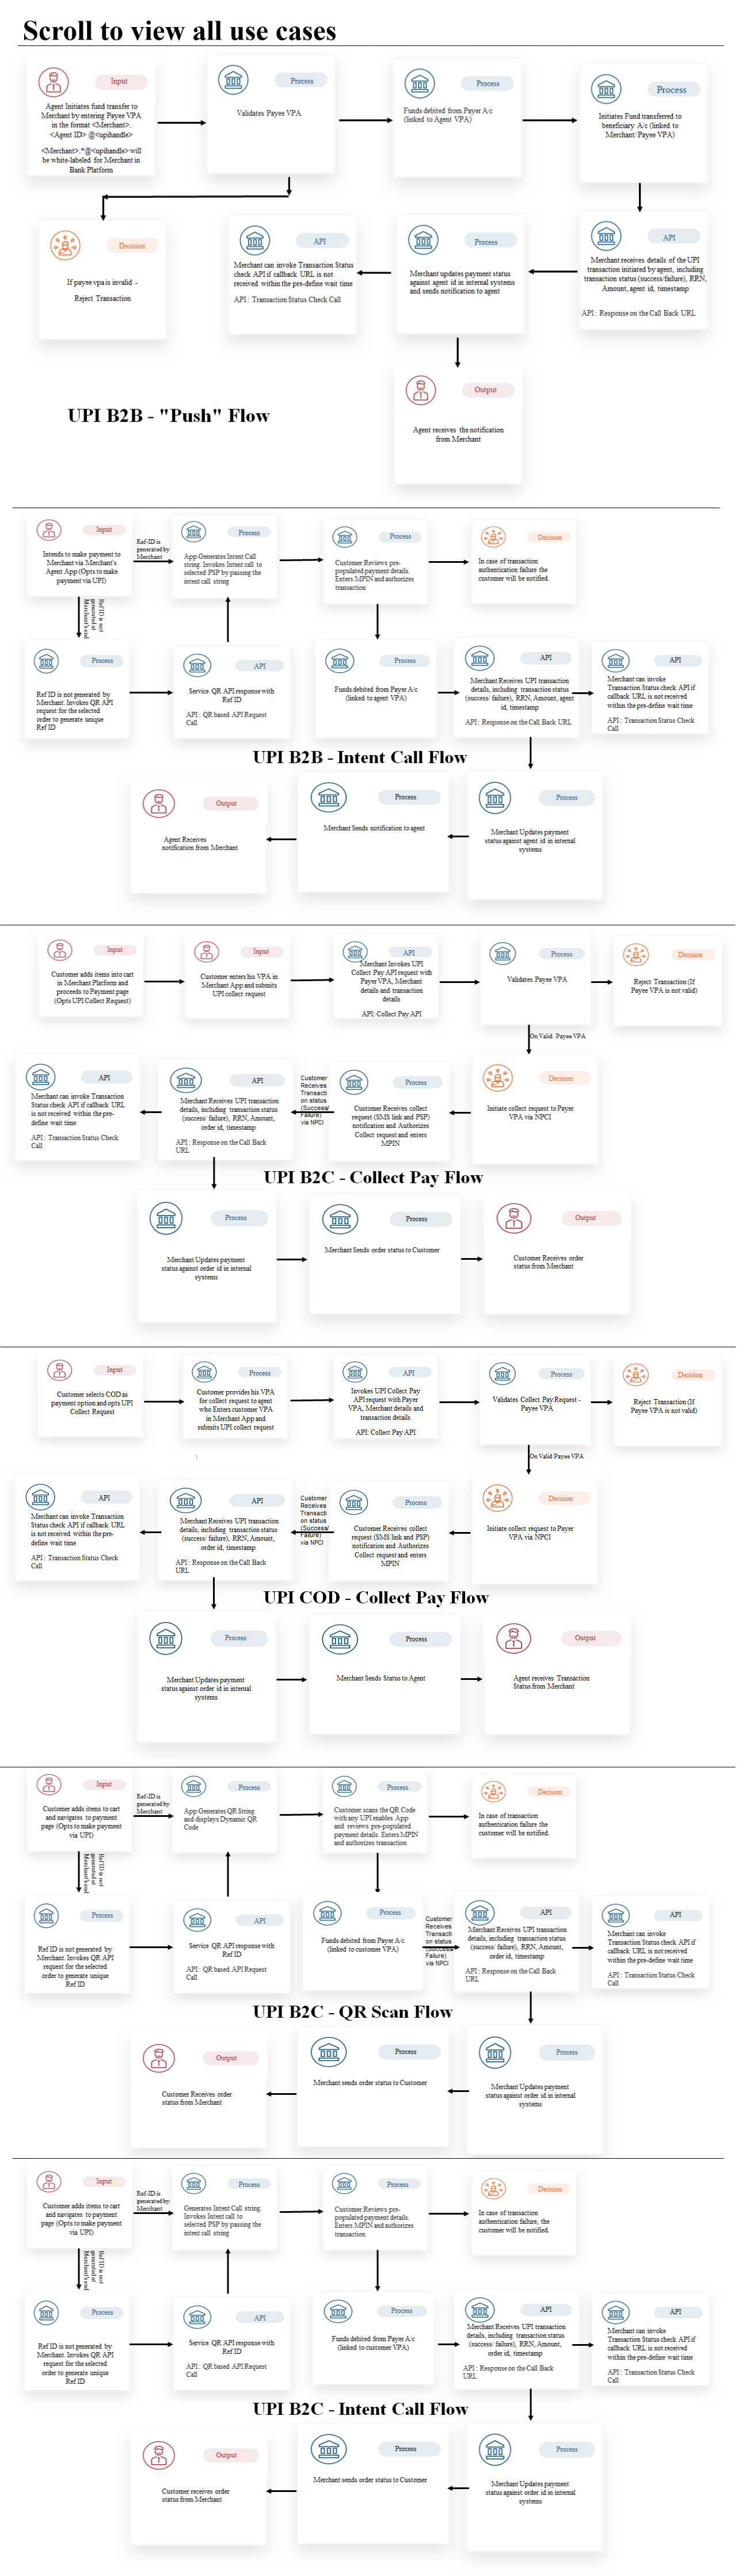 Scroll to view all use cases
Input
Agent Initiates fund transfer to
Merchant by entering Payee VPA
in the format <Merchant>.
<Agent ID> @<upihandle>
<Merchant>.*@<upihandle> will
be white-labeled for Merchant in
Bank Platform
Process
Validates Payee VPA
Process
Funds debited from Payer A/c
(linked to Agent VPA)
Process
Initiates Fund transferred to
beneficiary A/c (linked to
Merchant/ Payee VPA)
Decision
If payee vpa is invalid -
Reject Transaction
API
Merchant can invoke Transaction Status
check API if callback URL is not
received within the pre-define wait time
API : Transaction Status Check Call
Process
Merchant updates payment status
against agent id in internal systems
and sends notification to agent
API
Merchant receives details of the UPI
transaction initiated by agent, including
transaction status (success/failure), RRN,
Amount, agent id, timestamp
API : Response on the Call Back URL
Output
Agent receives the notification
from Merchant
UPI B2B - "Push" Flow
Input
Intends to make payment to
Merchant via Merchant's
Agent App (Opts to make
payment via UPI)
Ref-ID is
generated by
Merchant
Process
App Generates Intent Call
string. Invokes Intent call to
selected PSP by passing the
intent call string
Process
Customer Reviews pre-
populated payment details.
Enters MPIN and authorizes
transaction
Decision
In case of transaction
authentication failure the
customer will be notified.
Ref ID is not
generated at
Merchant's end
Process
Ref ID is not generated by
Merchant. Invokes QR API
request for the selected
order to generate unique
Ref ID
API
Service QR API response with
Ref ID
API : QR based API Request
Call
Process
Funds debited from Payer A/c
(linked to agent VPA)
API
Merchant Receives UPI transaction
details, including transaction status
(success/ failure), RRN, Amount, agent
id, timestamp
API : Response on the Call Back URL
API
Merchant can invoke
Transaction Status check API if
callback URL is not received
within the pre-define wait time
API : Transaction Status Check
Call
UPI B2B - Intent Call Flow
Output
Agent Receives
notification from Merchant
Process
Merchant Sends notification to agent
Process
Merchant Updates payment
status against agent id in internal
systems
Input
Customer adds items into cart
in Merchant Platform and
proceeds to Payment page
(Opts UPI Collect Request)
Input
Customer enters his VPA in
Merchant App and submits
UPI collect request
API
Merchant Invokes UPI
Collect Pay API request with
Payer VPA, Merchant
details and transaction
details
API: Collect Pay API
Process
Validates Payee VPA
Decision
Reject Transaction (If
Payee VPA is not valid)
On Valid Payee VPA
API
Merchant can invoke Transaction
Status check API if callback URL
is not received within the pre-
define wait time
API : Transaction Status Check
Call
API
Merchant Receives UPI transaction
details, including transaction status
(success/ failure), RRN, Amount,
order id, timestamp
API : Response on the Call Back
URL
Customer
Receives
Transacti
on status
(Success/
Failure)
via NPCI
Process
Customer Receives collect
request (SMS link and PSP)
notification and Authorizes
Collect request and enters
MPIN
Decision
Initiate collect request to Payer
VPA via NPCI
UPI B2C - Collect Pay Flow
Process
Merchant Updates payment
status against order id in internal
systems
Process
Merchant Sends order status to Customer
Output
Customer Receives order
status from Merchant
Input
Customer selects COD as
payment option and opts UPI
Collect Request
Process
Customer provides his VPA
for collect request to agent
who Enters customer VPA
in Merchant App and
submits UPI collect request
API
Invokes UPI Collect Pay
API request with Payer
VPA, Merchant details and
transaction details
API: Collect Pay API
Process
Validates Collect Pay Request -
Payee VPA
Decision
Reject Transaction (If
Payee VPA is not valid)
\
On Valid Payee VPA
API
Merchant can invoke Transaction
Status check API if callback URL
is not received within the pre-
define wait time
API : Transaction Status Check
Call
API
Merchant Receives UPI transaction
details, including transaction status
(success/ failure), RRN, Amount,
order id, timestamp
API : Response on the Call Back
URL
Customer
Receives
Transacti
on status
(Success/
Failure)
via NPCI
Process
Customer Receives collect
request (SMS link and PSP)
notification and Authorizes
Collect request and enters
MPIN
Decision
Initiate collect request to Payer
VPA via NPCI
UPI COD - Collect Pay Flow
Process
Merchant Updates payment
status against order id in internal
systems
Process
Merchant Sends Status to Agent
Output
Agent receives Transaction
Status from Merchant
Input
Customer adds items to cart
and navigates to payment
page (Opts to make payment
via UPI)
Ref-ID is
generated by
Merchant
Process
App Generates QR String
and displays Dynamic QR
Code
Process
Customer scans the QR Code
with any UPI enables App
and reviews pre-populated
payment details. Enters MPIN
and authorizes transaction
Decision
In case of transaction
authentication failure the
customer will be notified.
Ref ID is not
generated at
Merchant's end
Process
Ref ID is not generated by
Merchant. Invokes QR API
request for the selected
order to generate unique
Ref ID
API
Service QR API response with
Ref ID
API : QR based API Request
Call
Process
Funds debited from Payer A/c
(linked to customer VPA)
Customer
Receives
Transacti
on status
(Success/
Failure)
via NPCI
API
Merchant Receives UPI transaction
details, including transaction status
(success/ failure), RRN, Amount,
order id, timestamp
API : Response on the Call Back
URL
API
Merchant can invoke
Transaction Status check API if
callback URL is not received
within the pre-define wait time
API : Transaction Status Check
Call
UPI B2C - QR Scan Flow
Output
Customer Receives order
status from Merchant
Process
Merchant sends order status to Customer
Process
Merchant Updates payment
status against order id in internal
systems
Input
Customer adds items to cart
and navigates to payment
page (Opts to make payment
via UPI)
Ref-ID is
generated by
Merchant
Process
Generates Intent Call string.
Invokes Intent call to
selected PSP by passing the
intent call string
Process
Customer Reviews pre-
populated payment details.
Enters MPIN and authorizes
transaction
Decision
In case of transaction
authentication failure, the
customer will be notified.
Ref ID is not
generated at
Merchant's end
Process
Ref ID is not generated by
Merchant. Invokes QR API
request for the selected
order to generate unique
Ref ID
API
Service QR API response with
Ref ID
API : QR based API Request
Call
Process
Funds debited from Payer A/c
(linked to customer VPA)
API
Merchant Receives UPI transaction
details, including transaction status
(success/ failure), RRN, Amount,
order id, timestamp
API : Response on the Call Back
URL
API
Merchant can invoke
Transaction Status check API if
callback URL is not received
within the pre-define wait time
API : Transaction Status Check
Call
UPI B2C - Intent Call Flow
Output
Customer receives order
status from Merchant
Process
Merchant sends order status to Customer
Process
Merchant Updates payment
status against order id in internal
systems